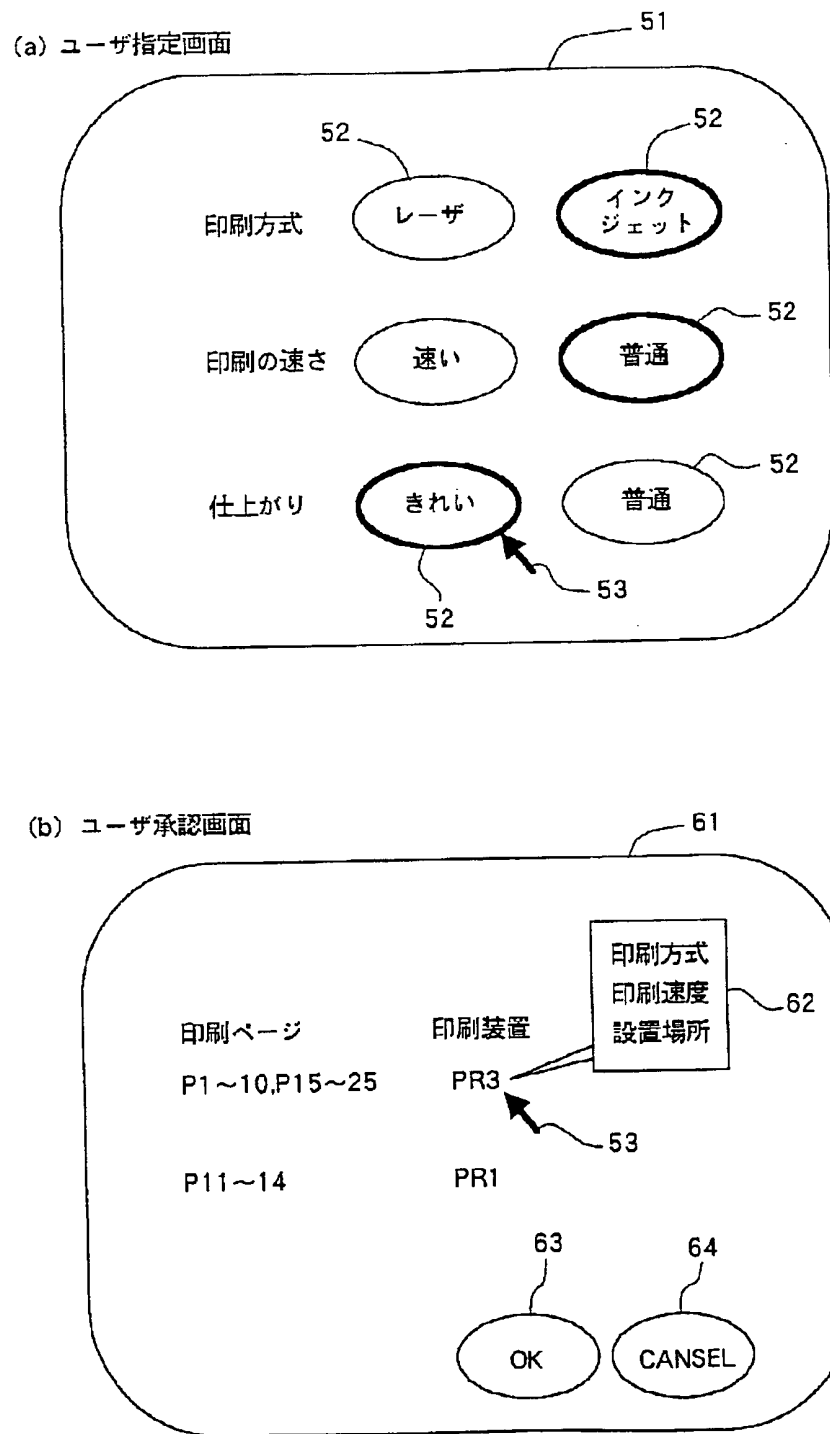 (a) ユーザ指定画面
51
52
52
印刷方式
レーザ
インク
ジェット
52
印刷の速さ
速い
普通
52
仕上がり
きれい
普通
53
52
(b) ユーザ承認画面
61
印刷方式
印刷速度
設置場所
62
印刷ページ
印刷装置
P1～10,P15～25
PR3
53
P11～14
PR1
63
64
OK
CANSEL